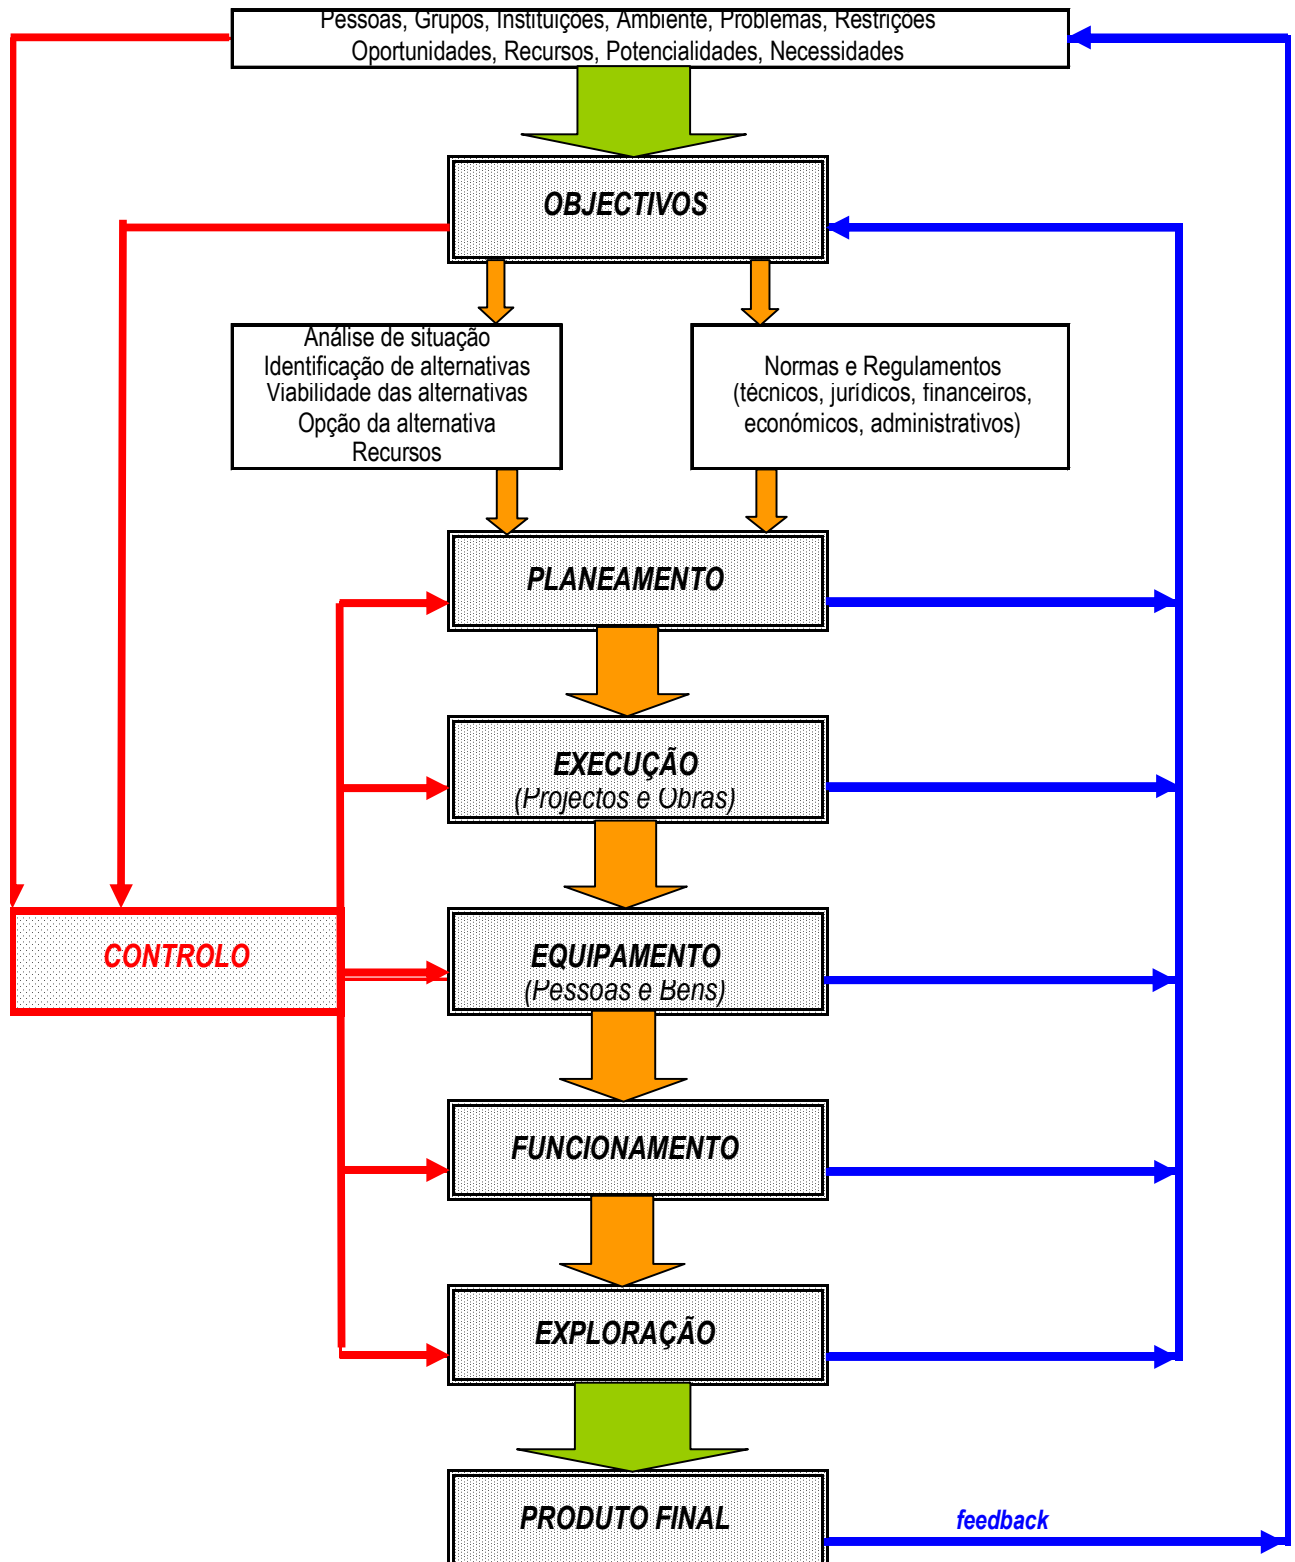 Pessoas, Grupos, Instituições, Ambiente, Problemas, Restrições
Oportunidades, Recursos, Potencialidades, Necessidades
OBJECTIVOS
Análise de situação
Identificação de alternativas
Viabilidade das alternativas
Opção da alternativa
Recursos
Normas e Regulamentos
(técnicos, jurídicos, financeiros,
económicos, administrativos)
PLANEAMENTO
EXECUÇÃO
(Projectos e Obras)
CONTROLO
EQUIPAMENTO
(Pessoas e Bens)
FUNCIONAMENTO
EXPLORAÇÃO
PRODUTO FINAL
feedback